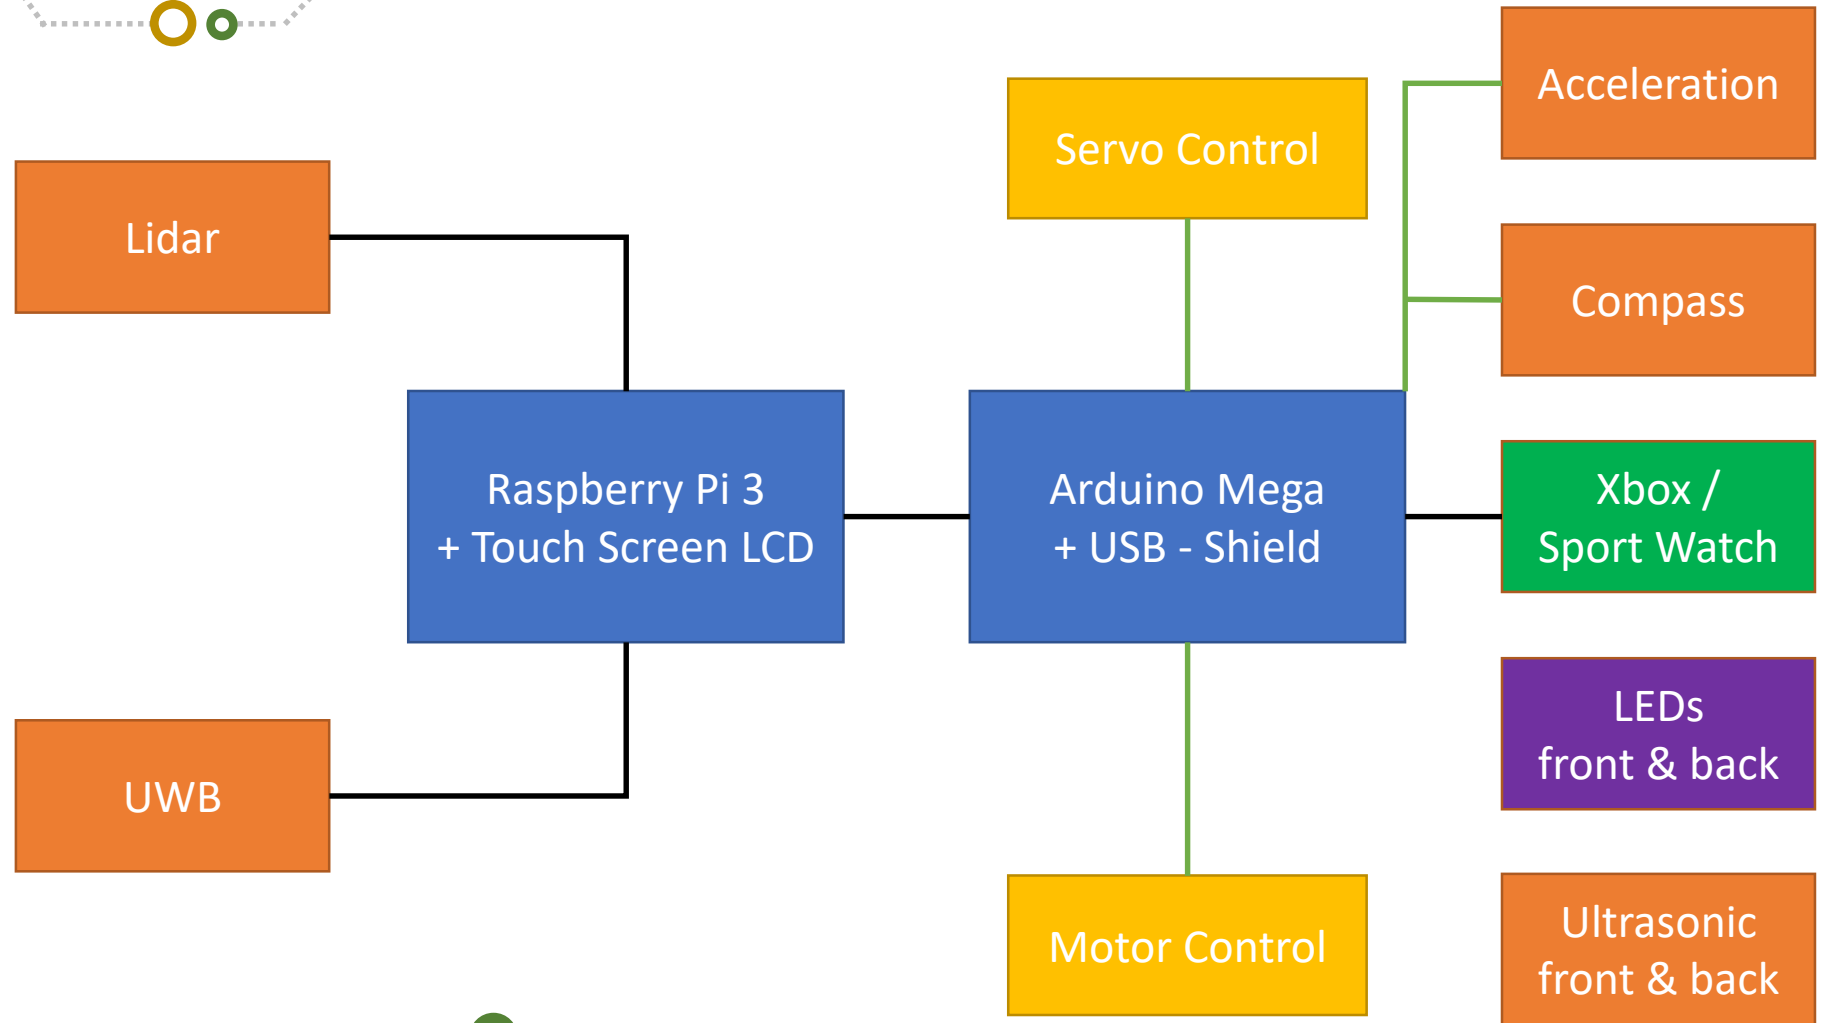 Acceleration
Servo Control
Lidar
Compass
Raspberry Pi 3
+ Touch Screen LCD
Arduino Mega
+ USB - Shield
Xbox /
Sport Watch
LEDs
front & back
UWB
Motor Control
Ultrasonic
front & back